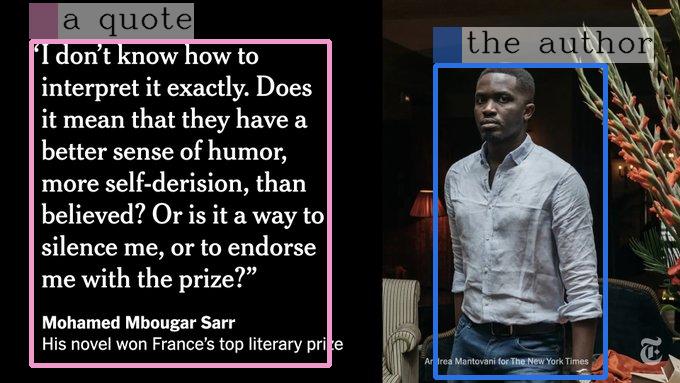 a quote
the author
‘I don’t know how to
interpret it exactly. Does
it mean that they have a
better sense of humor,
more self-derision, than
believed? Or is it a way to
silence me, or to endorse
me with the prize?”
Mohamed Mbougar Sarr
His novel won France’s top literary prize
Andrea Mantovani for The New York Times
T